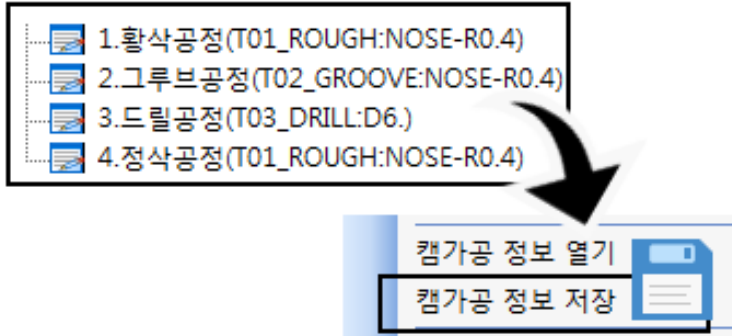 1.황삭공정(T01_ROUGH:NOSE-R0.4)
2.그루브공정(T02_GROOVE:NOSE-R0.4)
3.드릴공정(T03_DRILL:D6.)
4.정삭공정(T01_ROUGH:NOSE-R0.4)
캠가공 정보 열기
캠가공 정보 저장